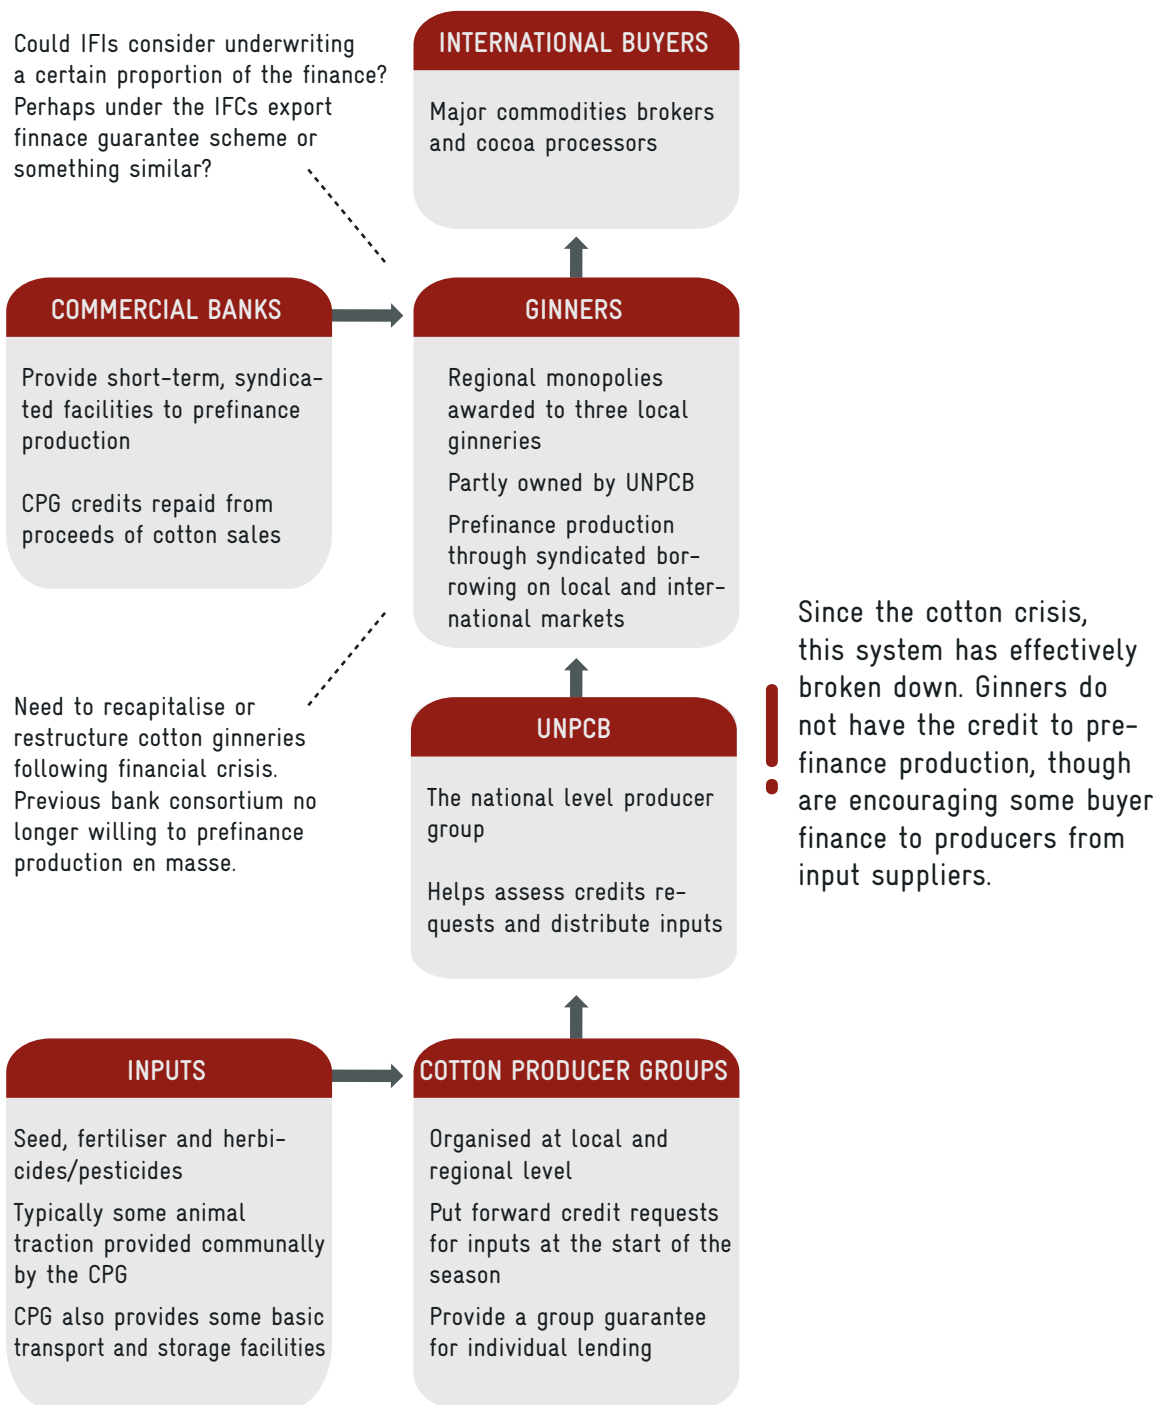 Could IFIs consider underwriting
a certain proportion of the finance?
Perhaps under the IFCs export
finnace guarantee scheme or
something similar?
INTERNATIONAL BUYERS
Major commodities brokers
and cocoa processors
COMMERCIAL BANKS
Provide short-term, syndica-
ted facilities to prefinance
production
CPG credits repaid from
proceeds of cotton sales
GINNERS
Regional monopolies
awarded to three local
ginneries
Partly owned by UNPCB
Prefinance production
through syndicated bor-
rowing on local and inter-
national markets
Need to recapitalise or
restructure cotton ginneries
following financial crisis.
Previous bank consortium no
longer willing to prefinance
production en masse.
UNPCB
The national level producer
group
Helps assess credits re-
quests and distribute inputs
!
Since the cotton crisis,
this system has effectively
broken down. Ginners do
not have the credit to pre-
finance production, though
are encouraging some buyer
finance to producers from
input suppliers.
INPUTS
Seed, fertiliser and herbi-
cides/pesticides
Typically some animal
traction provided communally
by the CPG
CPG also provides some basic
transport and storage facilities
COTTON PRODUCER GROUPS
Organised at local and
regional level
Put forward credit requests
for inputs at the start of the
season
Provide a group guarantee
for individual lending